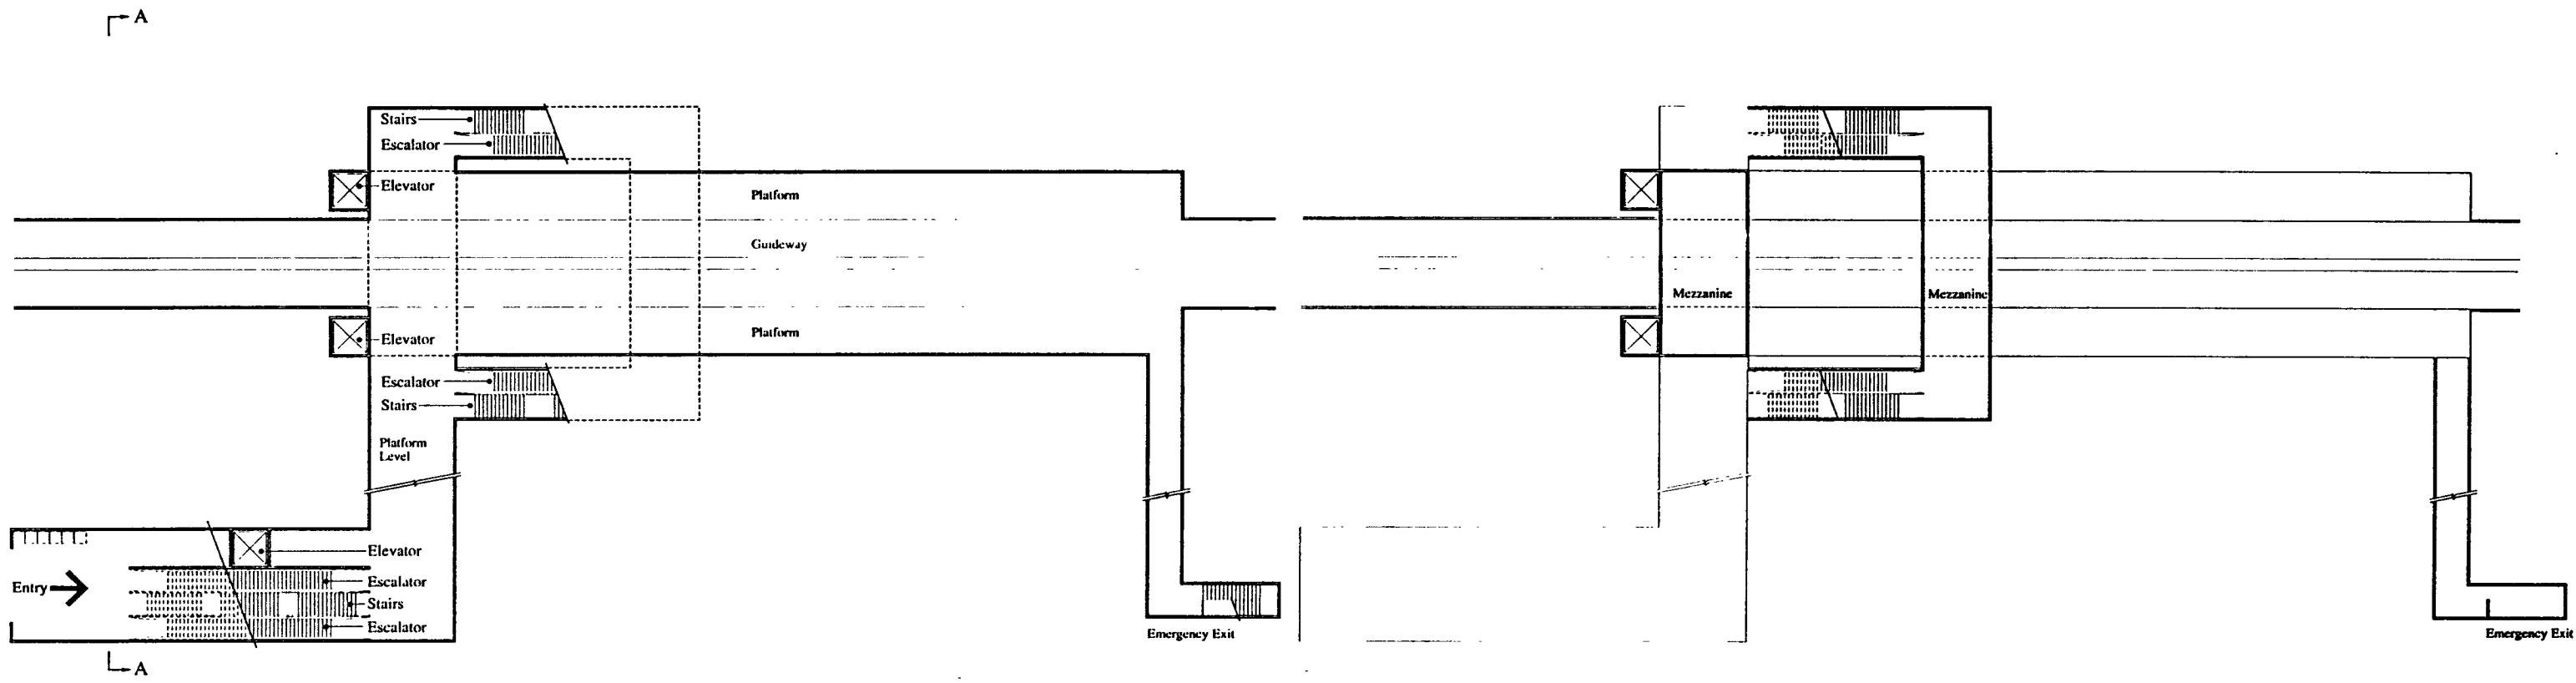 A
Stairs
Escalator
Elevator
Platform
Guideway
Platform
Elevator
Escalator
Stairs
Platform
Level
Entry
Elevator
Escalator
Stairs
Escalator
Emergency Exit
A
Mezzanine
Mezzanine
Emergency Exit